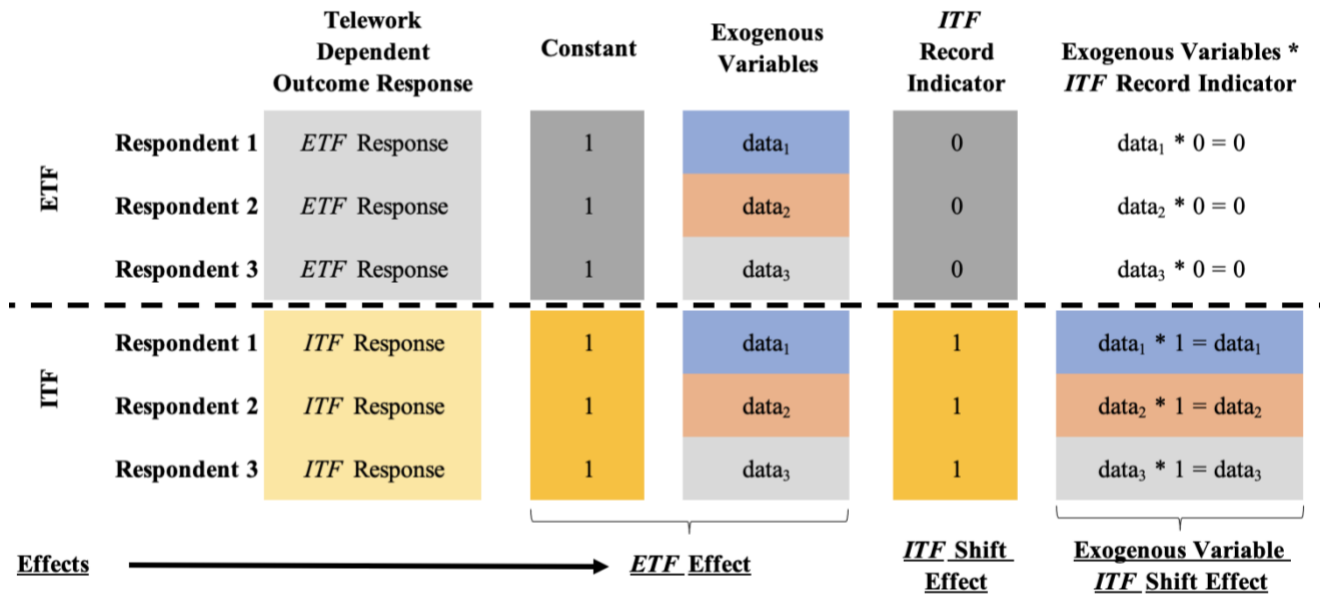 Telework
Dependent
Outcome Response
Constant
Exogenous
Variables
ITF
Record
Indicator
Exogenous Variables *
ITF Record Indicator
ETF
Respondent 1 ETF Response 1 data₁ 0 data₁ * 0 = 0
Respondent 2 ETF Response 1 data₂ 0 data₂ * 0 = 0
Respondent 3 ETF Response 1 data₃ 0 data₃ * 0 = 0
ITF
Respondent 1 ITF Response 1 data₁ 1 data₁ * 1 = data₁
Respondent 2 ITF Response 1 data₂ 1 data₂ * 1 = data₂
Respondent 3 ITF Response 1 data₃ 1 data₃ * 1 = data₃
Effects
ETF Effect
ITF Shift
Effect
Exogenous Variable
ITF Shift Effect